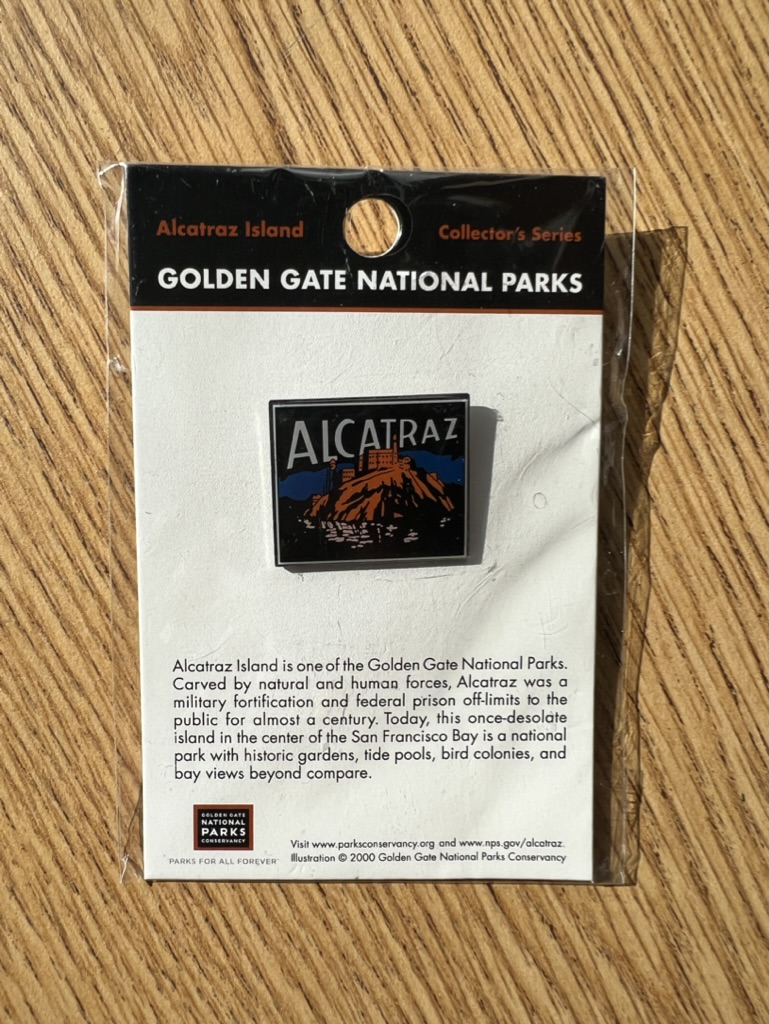 Alcatraz Island Collector's Series
GOLDEN GATE NATIONAL PARKS
ALCATRAZ
Alcatraz Island is one of the Golden Gate National Parks.
Carved by natural and human forces, Alcatraz was a
military fortification and federal prison off-limits to the
public for almost a century. Today, this once-desolate
island in the center of the San Francisco Bay is a national
park with historic gardens, tide pools, bird colonies, and
bay views beyond compare.
GOLDEN GATE
NATIONAL
PARKS
CONSERVANCY
PARKS FOR ALL FOREVER
Visit www.parksconservancy.org and www.nps.gov/alcatraz.
Illustration © 2000 Golden Gate National Parks Conservancy